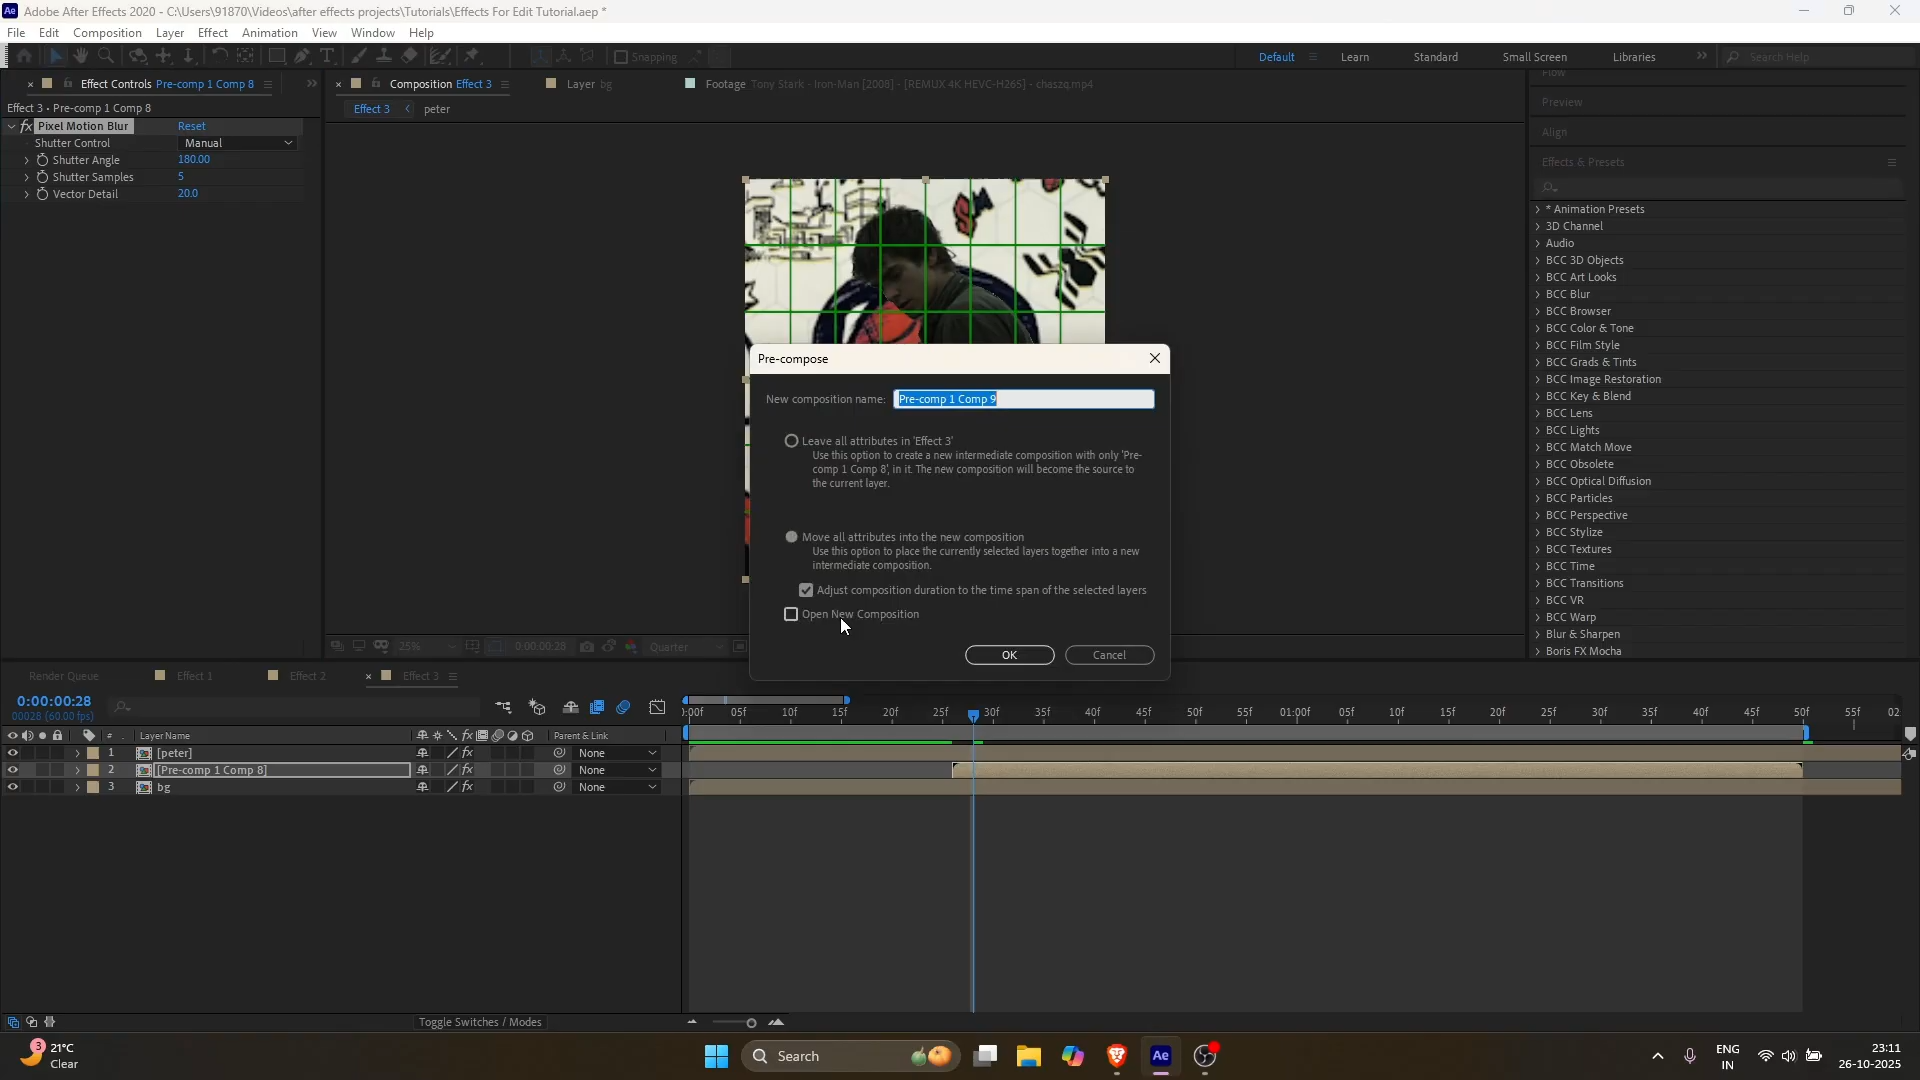 Adobe After Effects 2020 - C:\Users\91870\Videos\after effects projects\Tutorials\Effects For Edit Tutorial.aep *
File Edit Composition Layer Effect Animation View Window Help
Snapping
Default Learn Standard Small Screen Libraries Search Help
Effect Controls Pre-comp 1 Comp 8
Composition Effect 3
Layer bg
Footage Tony Stark - Iron-Man [2008] - [REMUX 4K HEVC-H265] - chaszq.mp4
Effect 3 • Pre-comp 1 Comp 8
Effect 3 peter
fx Pixel Motion Blur Reset
Shutter Control Manual
Shutter Angle 180.00
Shutter Samples 5
Vector Detail 20.0
Flow
Preview
Align
Effects & Presets
* Animation Presets
3D Channel
Audio
BCC 3D Objects
BCC Art Looks
BCC Blur
BCC Browser
BCC Color & Tone
BCC Film Style
BCC Grads & Tints
BCC Image Restoration
BCC Key & Blend
BCC Lens
BCC Lights
BCC Match Move
BCC Obsolete
BCC Optical Diffusion
BCC Particles
BCC Perspective
BCC Stylize
BCC Textures
BCC Time
BCC Transitions
BCC VR
BCC Warp
Blur & Sharpen
Boris FX Mocha
Pre-compose
New composition name: Pre-comp 1 Comp 9
Leave all attributes in 'Effect 3'
Use this option to create a new intermediate composition with only 'Pre-
comp 1 Comp 8', in it. The new composition will become the source to
the current layer.
Move all attributes into the new composition
Use this option to place the currently selected layers together into a new
intermediate composition.
Adjust composition duration to the time span of the selected layers
Open New Composition
OK Cancel
25% 0:00:00:28 Quarter
Render Queue Effect 1 Effect 2 Effect 3
0:00:00:28
00028 (60.00 fps)
:00f 05f 10f 15f 20f 25f 30f 35f 40f 45f 50f 55f 01:00f 05f 10f 15f 20f 25f 30f 35f 40f 45f 50f 55f 02
# Layer Name fx Parent & Link
1 [peter] fx None
2 [Pre-comp 1 Comp 8] fx None
3 bg fx None
Toggle Switches / Modes
3 21°C
Clear
Search
Ae
ENG
IN
23:11
26-10-2025